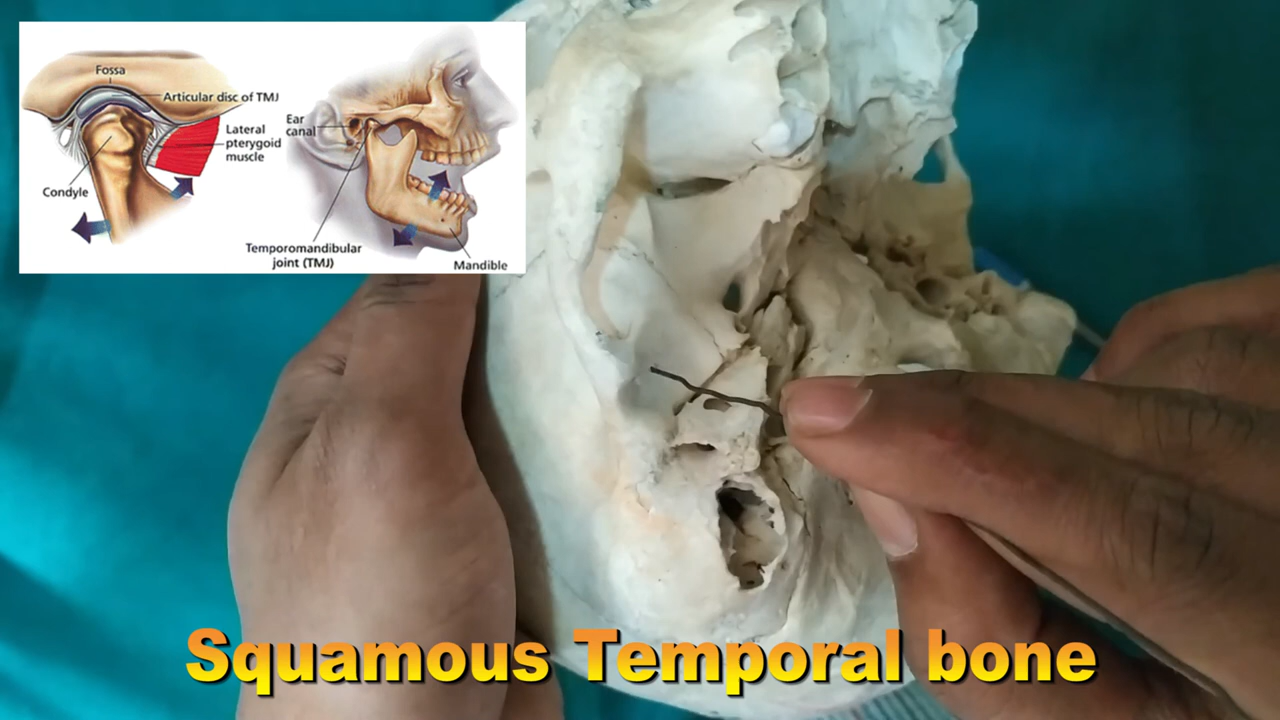 Fossa
Articular disc of TMJ
Ear
canal
Lateral
pterygoid
muscle
Condyle
Temporomandibular
joint (TMJ)
Mandible
Squamous Temporal bone